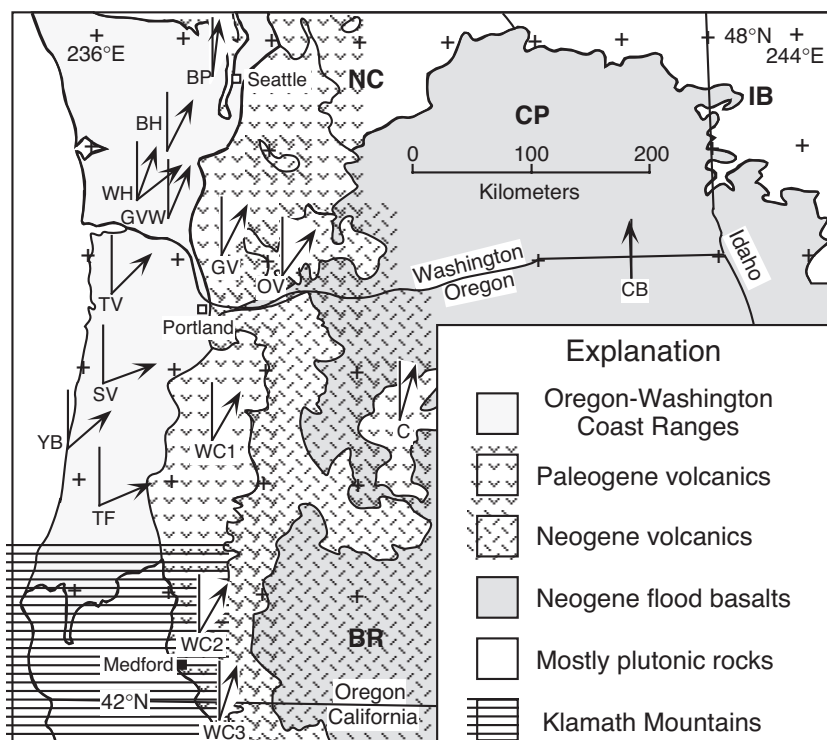 236°E
48°N
244°E
BP
Seattle
NC
CP
IB
BH
0 100 200
Kilometers
WH
GVW
GV
OV
Washington
Oregon
Idaho
CB
TV
Portland
SV
YB
WC1
C
TF
WC2
BR
Medford
42°N
WC3
Oregon
California
Explanation
Oregon-Washington
Coast Ranges
Paleogene volcanics
Neogene volcanics
Neogene flood basalts
Mostly plutonic rocks
Klamath Mountains